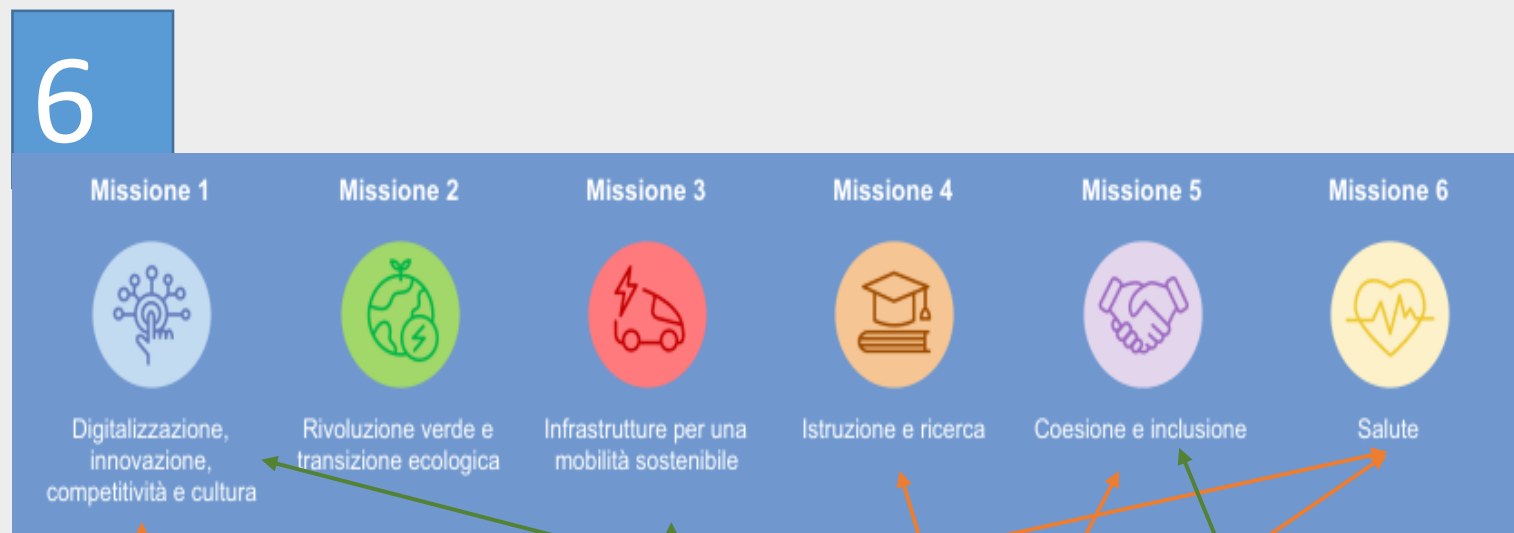 6
Missione 1
Missione 2
Missione 3
Missione 4
Missione 5
Missione 6
Digitalizzazione,
innovazione,
competitività e cultura
Rivoluzione verde e
transizione ecologica
Infrastrutture per una
mobilità sostenibile
Istruzione e ricerca
Coesione e inclusione
Salute